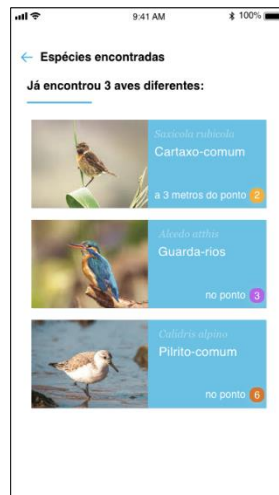 9:41 AM
100%
Espécies encontradas
Já encontrou 3 aves diferentes:
Saxicola rubicola
Cartaxo-comum
a 3 metros do ponto 2
Alcedo atthis
Guarda-rios
no ponto 3
Calidris alpina
Pilrito-comum
no ponto 6